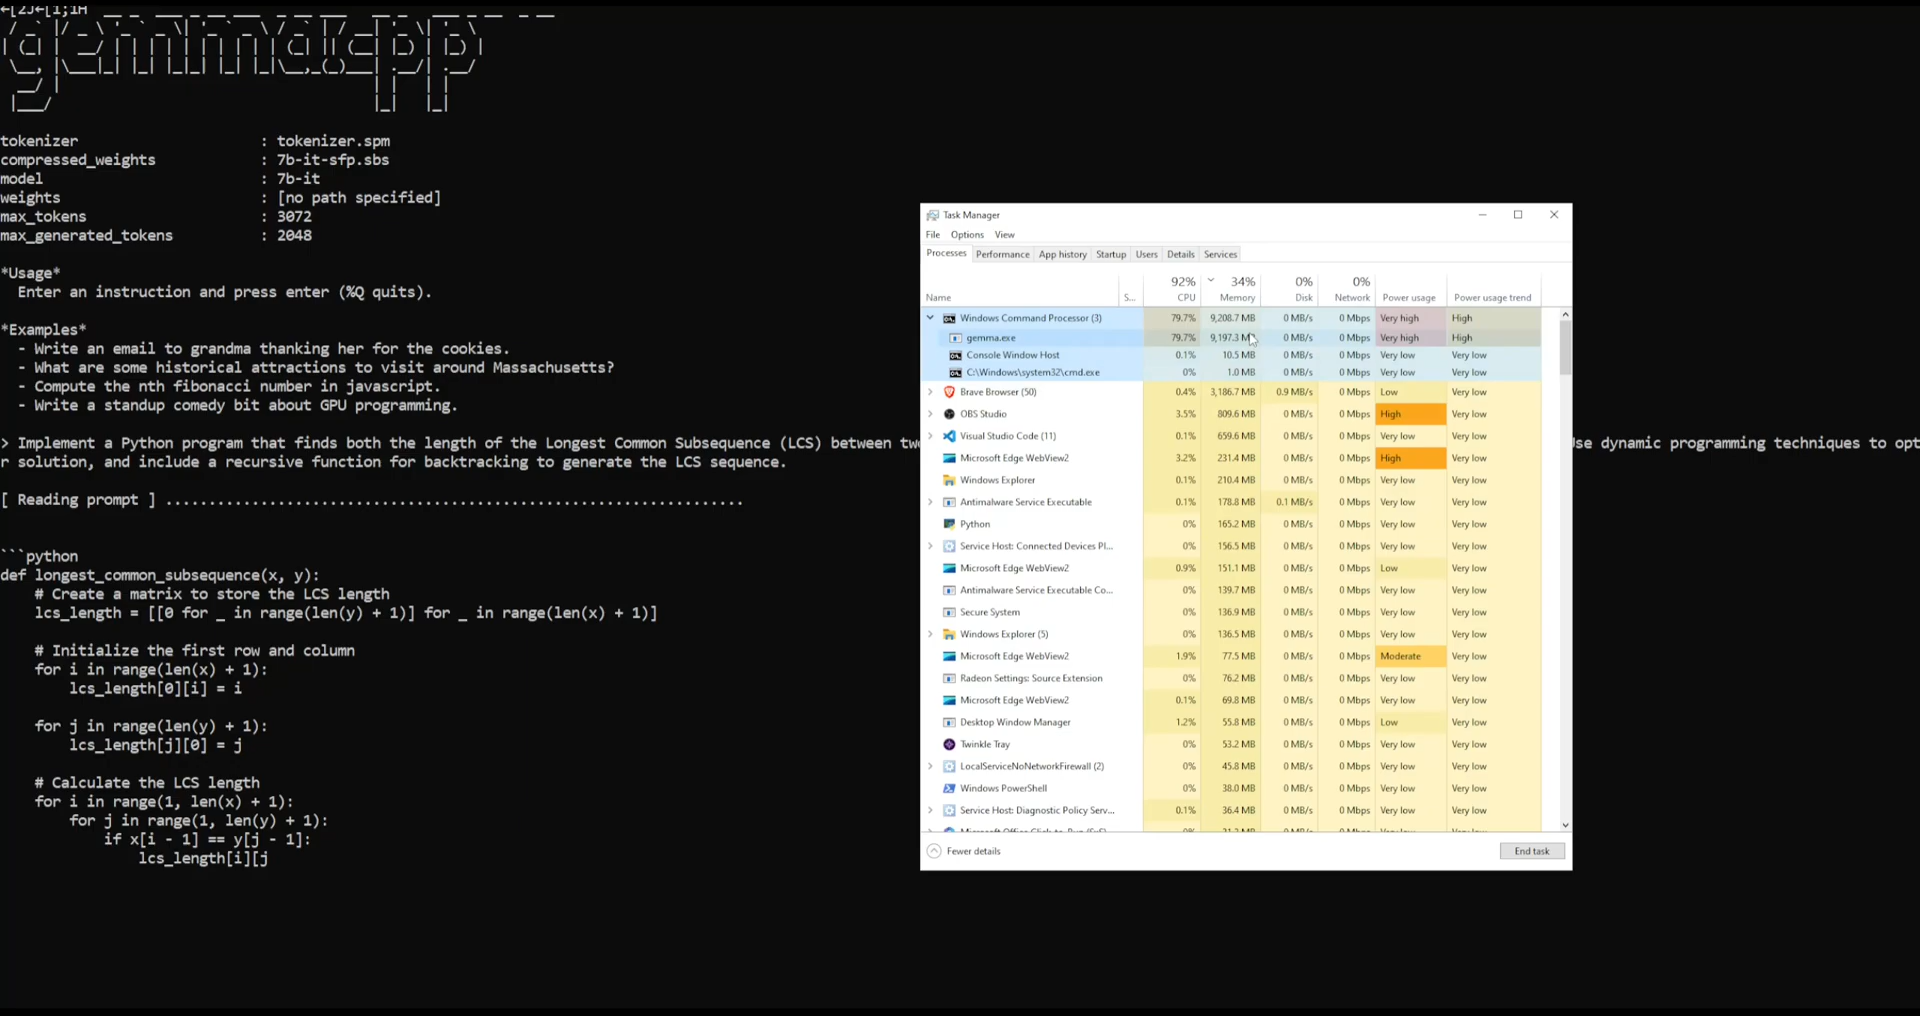 ←[2J←[1;1H
tokenizer : tokenizer.spm
compressed_weights : 7b-it-sfp.sbs
model : 7b-it
weights : [no path specified]
max_tokens : 3072
max_generated_tokens : 2048
*Usage*
Enter an instruction and press enter (%Q quits).
*Examples*
- Write an email to grandma thanking her for the cookies.
- What are some historical attractions to visit around Massachusetts?
- Compute the nth fibonacci number in javascript.
- Write a standup comedy bit about GPU programming.
> Implement a Python program that finds both the length of the Longest Common Subsequence (LCS) between two
Use dynamic programming techniques to opt
r solution, and include a recursive function for backtracking to generate the LCS sequence.
[ Reading prompt ] ...................................................................
```python
def longest_common_subsequence(x, y):
# Create a matrix to store the LCS length
lcs_length = [[0 for _ in range(len(y) + 1)] for _ in range(len(x) + 1)]
# Initialize the first row and column
for i in range(len(x) + 1):
lcs_length[0][i] = i
for j in range(len(y) + 1):
lcs_length[j][0] = j
# Calculate the LCS length
for i in range(1, len(x) + 1):
for j in range(1, len(y) + 1):
if x[i - 1] == y[j - 1]:
lcs_length[i][j
Task Manager
File Options View
Processes Performance App history Startup Users Details Services
92% 34% 0% 0%
Name S... CPU Memory Disk Network Power usage Power usage trend
Windows Command Processor (3) 79.7% 9,208.7 MB 0 MB/s 0 Mbps Very high High
gemma.exe 79.7% 9,197.3 0 MB/s 0 Mbps Very high High
Console Window Host 0.1% 10.5 MB 0 MB/s 0 Mbps Very low Very low
C:\Windows\system32\cmd.exe 0% 1.0 MB 0 MB/s 0 Mbps Very low Very low
Brave Browser (50) 0.4% 3,186.7 MB 0.9 MB/s 0 Mbps Low Very low
OBS Studio 3.5% 809.6 MB 0 MB/s 0 Mbps High Very low
Visual Studio Code (11) 0.1% 659.6 MB 0 MB/s 0 Mbps Very low Very low
Microsoft Edge WebView2 3.2% 231.4 MB 0 MB/s 0 Mbps High Very low
Windows Explorer 0.1% 210.4 MB 0 MB/s 0 Mbps Very low Very low
Antimalware Service Executable 0.1% 178.8 MB 0.1 MB/s 0 Mbps Very low Very low
Python 0% 165.2 MB 0 MB/s 0 Mbps Very low Very low
Service Host: Connected Devices Pl... 0% 156.5 MB 0 MB/s 0 Mbps Very low Very low
Microsoft Edge WebView2 0.9% 151.1 MB 0 MB/s 0 Mbps Low Very low
Antimalware Service Executable Co... 0% 139.7 MB 0 MB/s 0 Mbps Very low Very low
Secure System 0% 136.9 MB 0 MB/s 0 Mbps Very low Very low
Windows Explorer (5) 0% 136.5 MB 0 MB/s 0 Mbps Very low Very low
Microsoft Edge WebView2 1.9% 77.5 MB 0 MB/s 0 Mbps Moderate Very low
Radeon Settings: Source Extension 0% 76.2 MB 0 MB/s 0 Mbps Very low Very low
Microsoft Edge WebView2 0.1% 69.8 MB 0 MB/s 0 Mbps Very low Very low
Desktop Window Manager 1.2% 55.8 MB 0 MB/s 0 Mbps Low Very low
Twinkle Tray 0% 53.2 MB 0 MB/s 0 Mbps Very low Very low
LocalServiceNoNetworkFirewall (2) 0% 45.8 MB 0 MB/s 0 Mbps Very low Very low
Windows PowerShell 0% 38.0 MB 0 MB/s 0 Mbps Very low Very low
Service Host: Diagnostic Policy Serv... 0.1% 36.4 MB 0 MB/s 0 Mbps Very low Very low
Fewer details End task